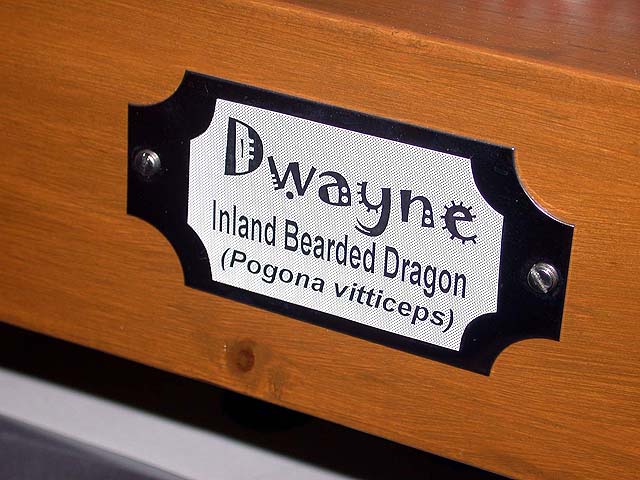 Dwayne
Inland Bearded Dragon
(Pogona vitticeps)